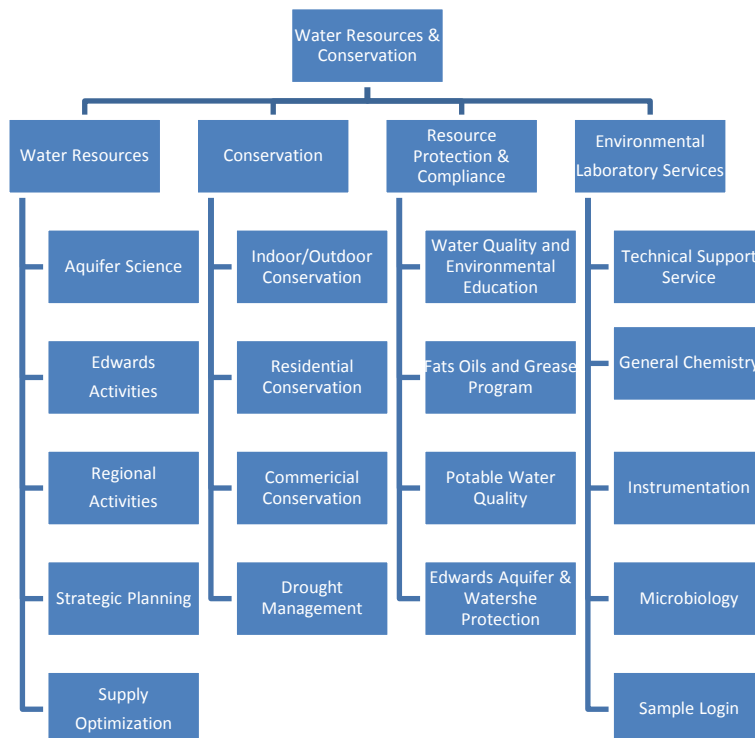 Water Resources &
Conservation
Water Resources
Conservation
Resource
Protection &
Compliance
Environmental
Laboratory Services
Aquifer Science
Edwards
Activities
Regional
Activities
Strategic Planning
Supply
Optimization
Indoor/Outdoor
Conservation
Residential
Conservation
Commericial
Conservation
Drought
Management
Water Quality and
Environmental
Education
Fats Oils and Grease
Program
Potable Water
Quality
Edwards Aquifer &
Watershe
Protection
Technical Support
Service
General Chemistry
Instrumentation
Microbiology
Sample Login